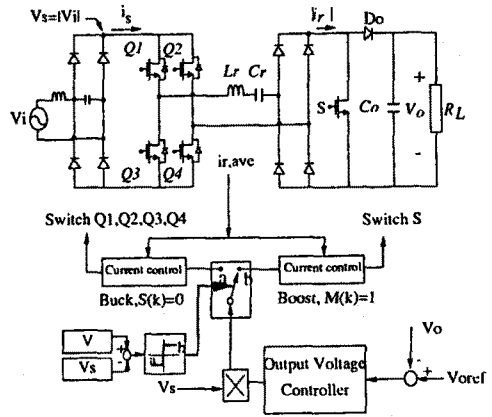 Vs=|Vi|
is
Q1 Q2
Lr Cr
|ir|
Do
Vi
S
Co
+
Vo
-
RL
Q3 Q4
ir,ave
Switch Q1,Q2,Q3,Q4
Switch S
Current control
a b
Current control
Buck,S(k)=0
Boost, M(k)=1
V
Vs
+
-
Vs
Output Voltage
Controller
Vo
-
+
Voref